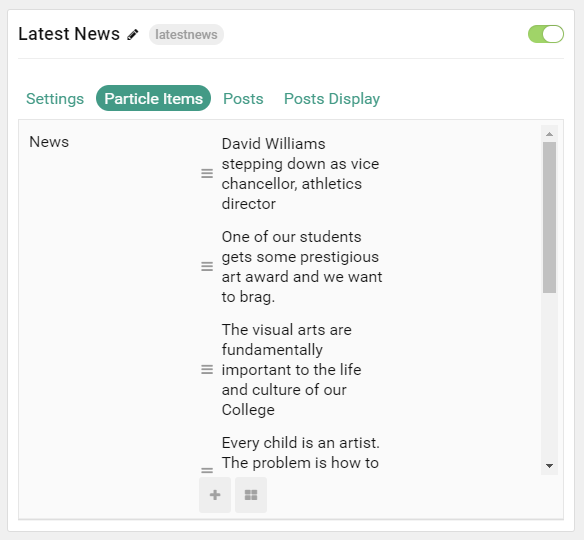 Latest News latestnews
Settings Particle Items Posts Posts Display
News
David Williams
stepping down as vice
chancellor, athletics
director
One of our students
gets some prestigious
art award and we want
to brag.
The visual arts are
fundamentally
important to the life
and culture of our
College
Every child is an artist.
The problem is how to